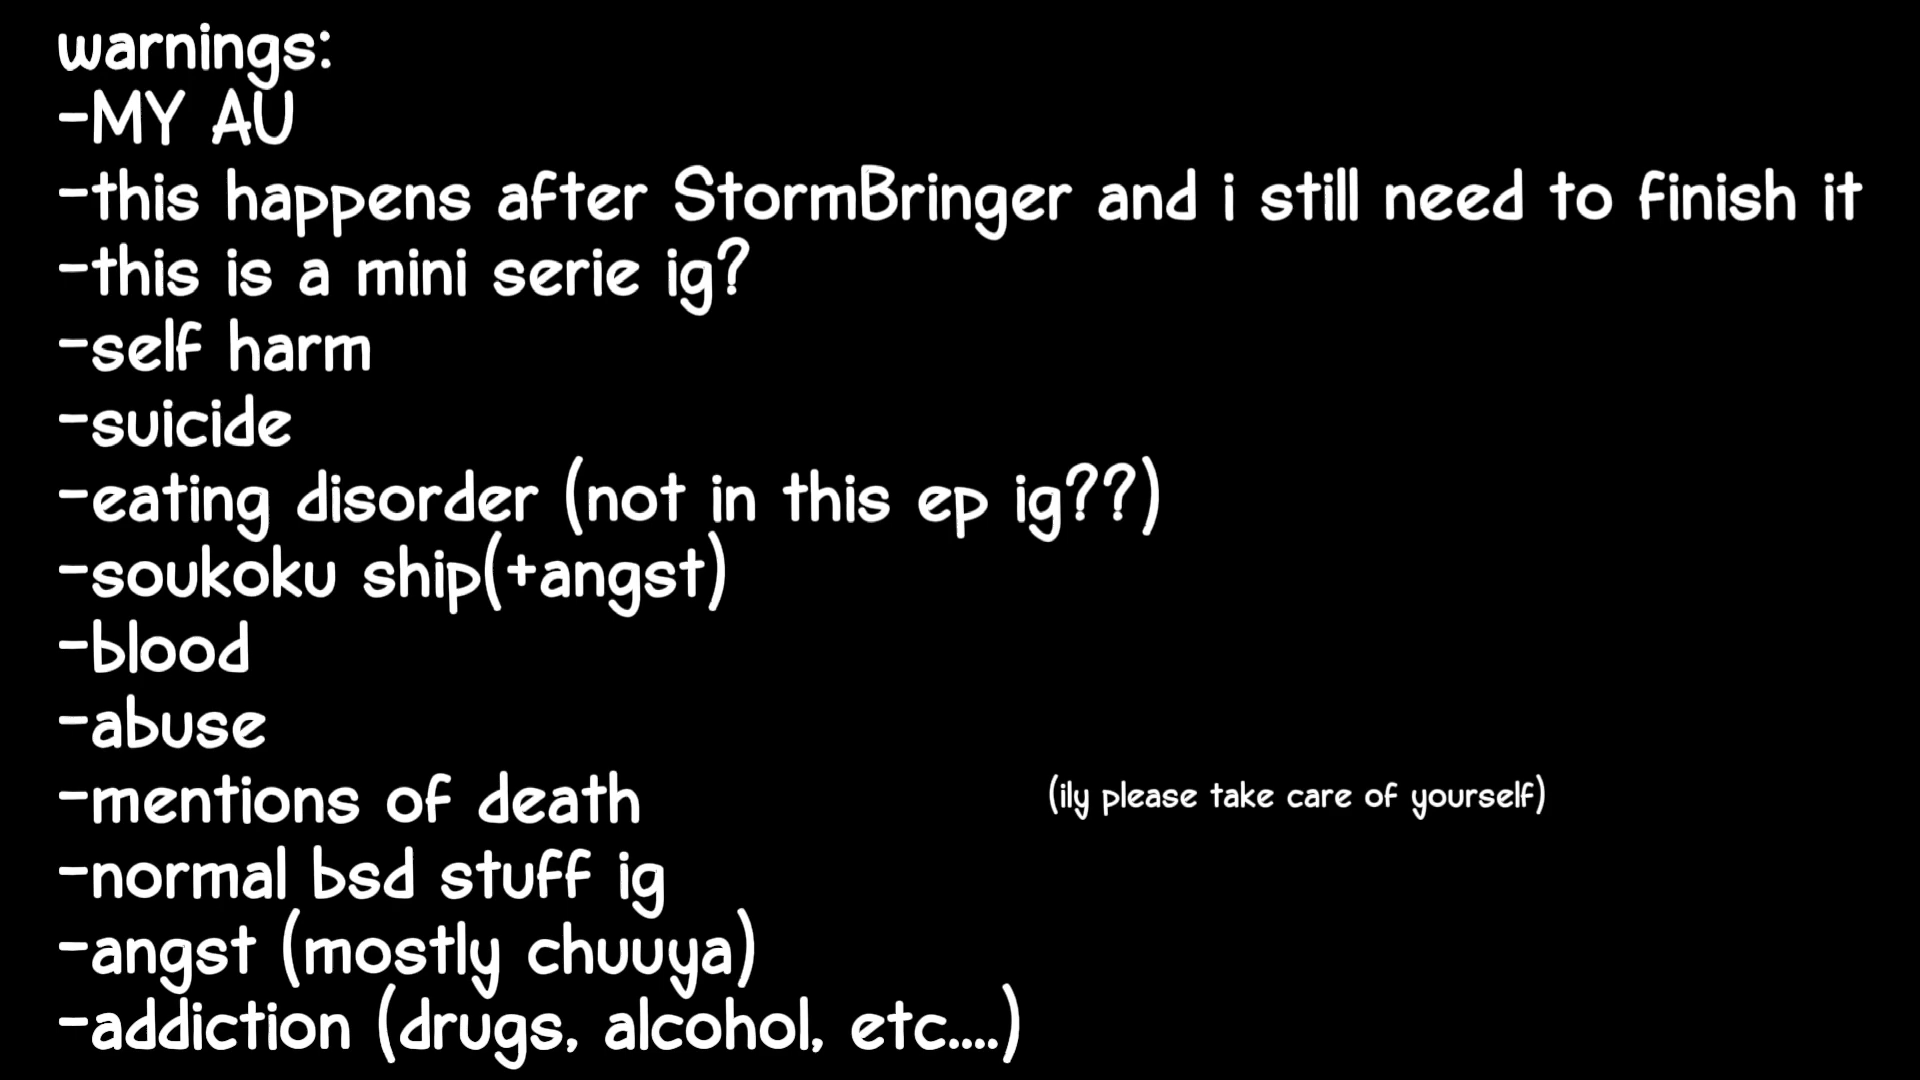 warnings:
-MY AU
-this happens after StormBringer and i still need to finish it
-this is a mini serie ig?
-self harm
-suicide
-eating disorder (not in this ep ig??)
-soukoku ship(+angst)
-blood
-abuse
-mentions of death
(ily please take care of yourself)
-normal bsd stuff ig
-angst (mostly chuuya)
-addiction (drugs, alcohol, etc....)